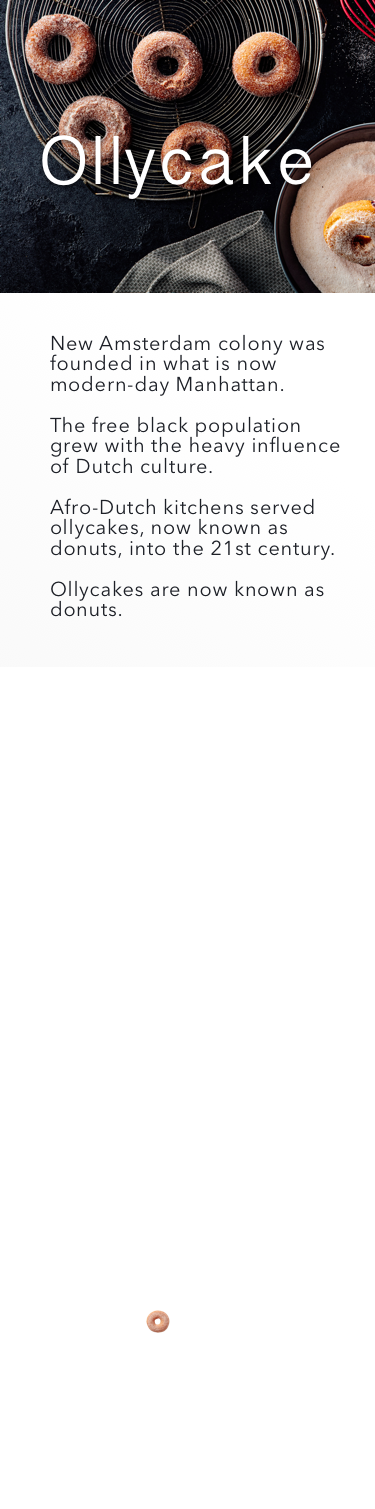 Ollycake
New Amsterdam colony was
founded in what is now
modern-day Manhattan.
The free black population
grew with the heavy influence
of Dutch culture.
Afro-Dutch kitchens served
ollycakes, now known as
donuts, into the 21st century.
Ollycakes are now known as
donuts.